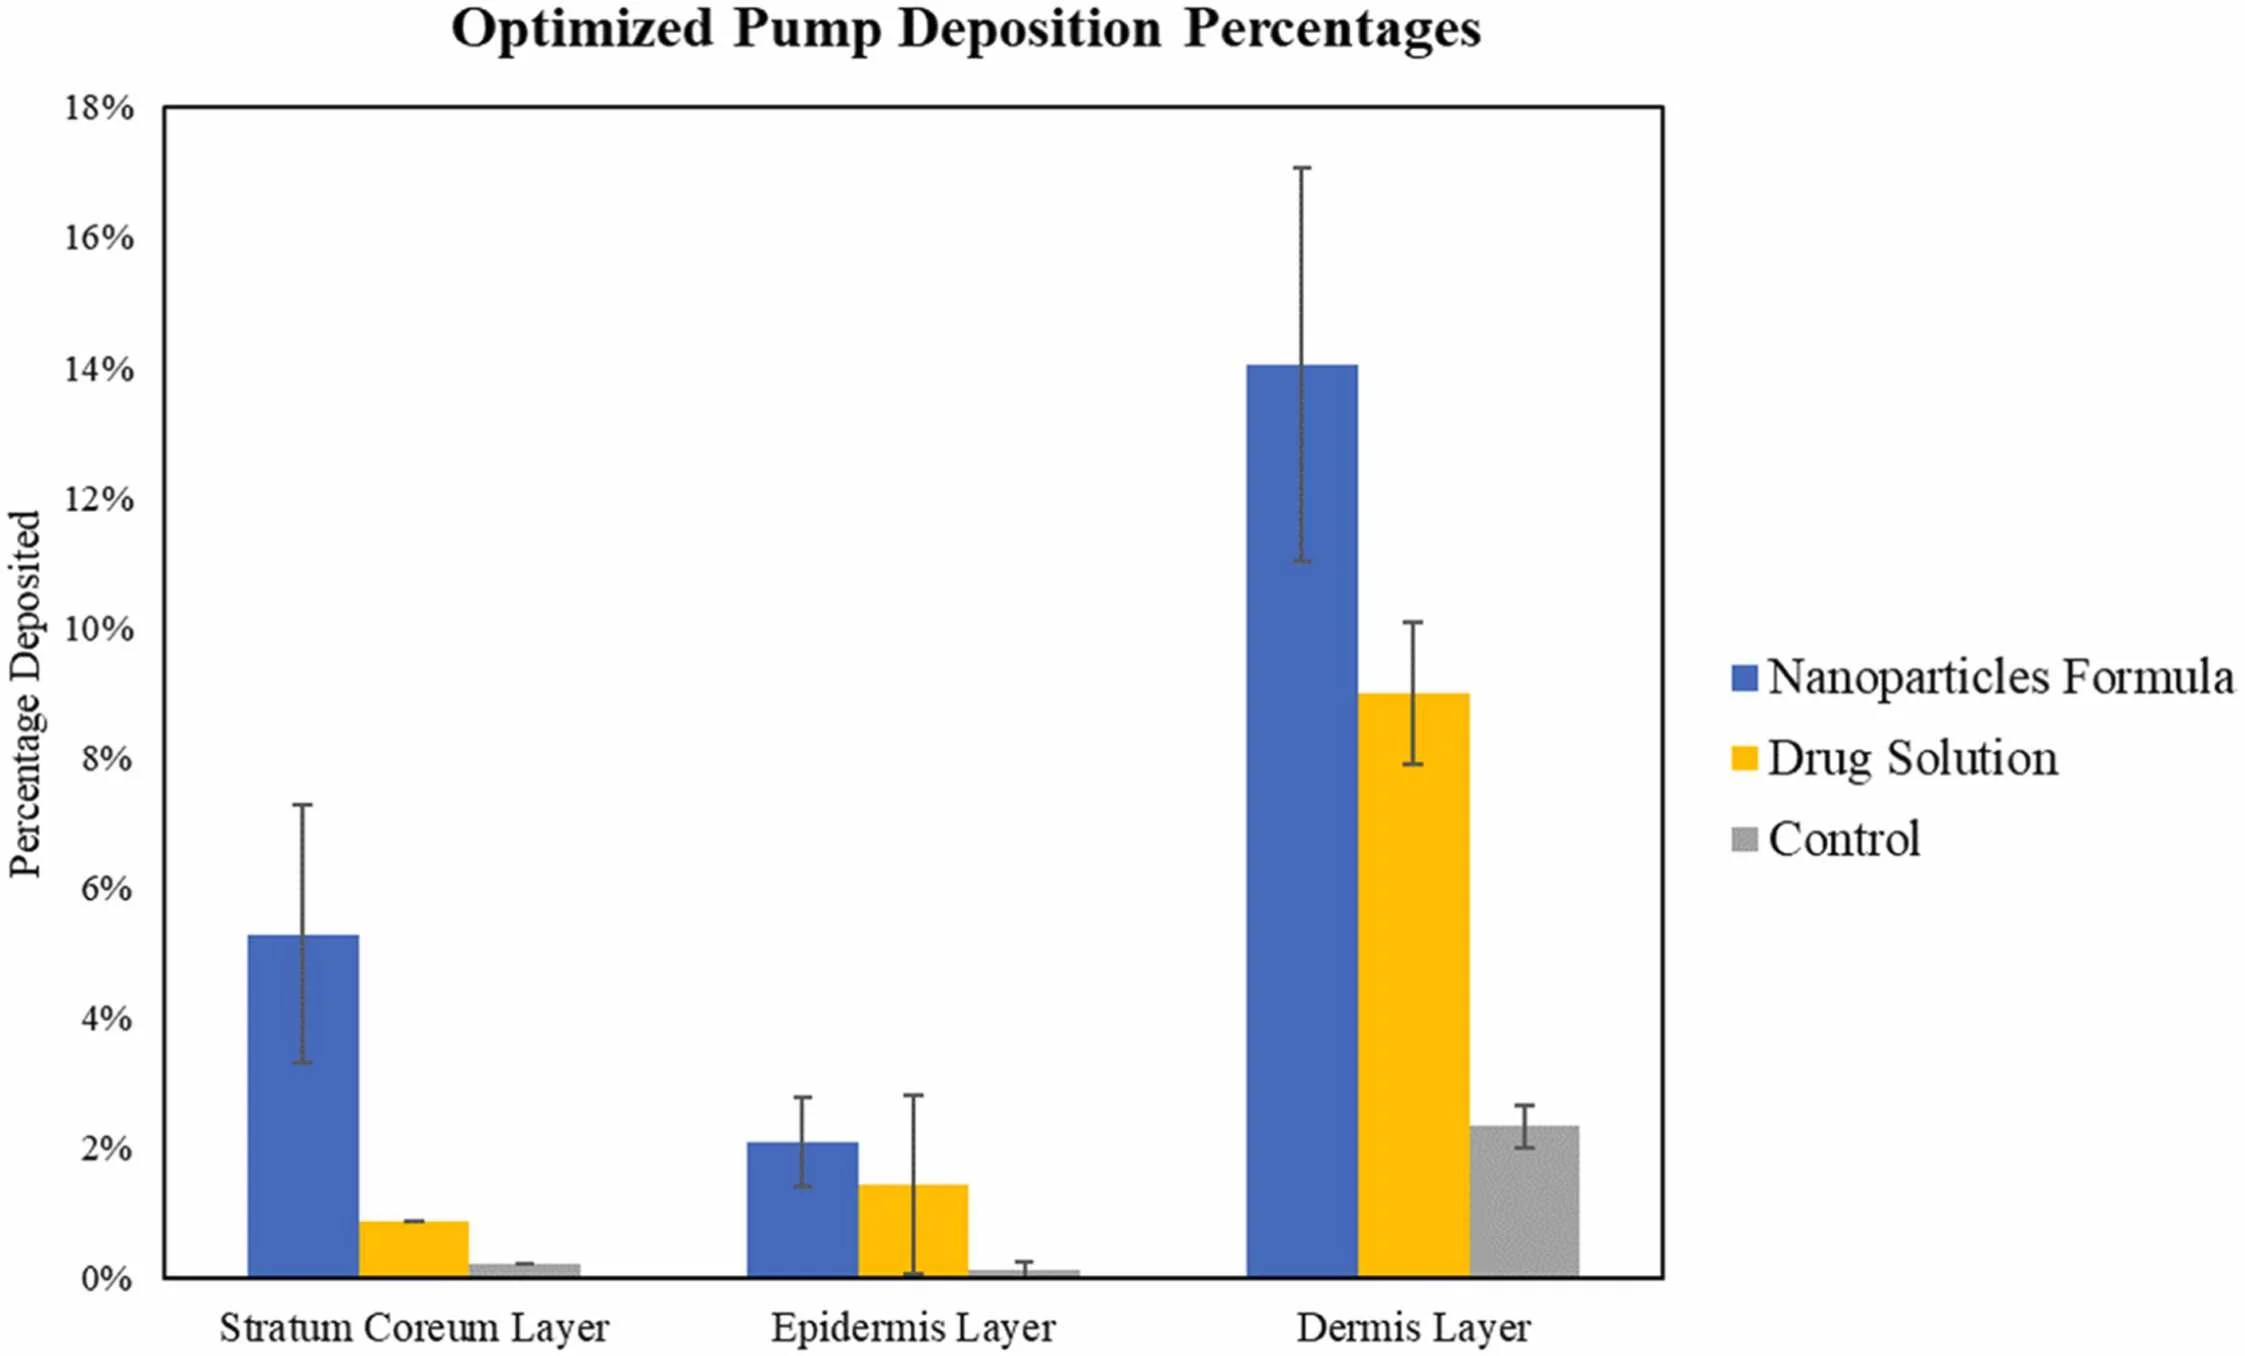 Optimized Pump Deposition Percentages
Percentage Deposited
18%
16%
14%
12%
10%
8%
6%
4%
2%
0%
Stratum Coreum Layer
Epidermis Layer
Dermis Layer
Nanoparticles Formula
Drug Solution
Control